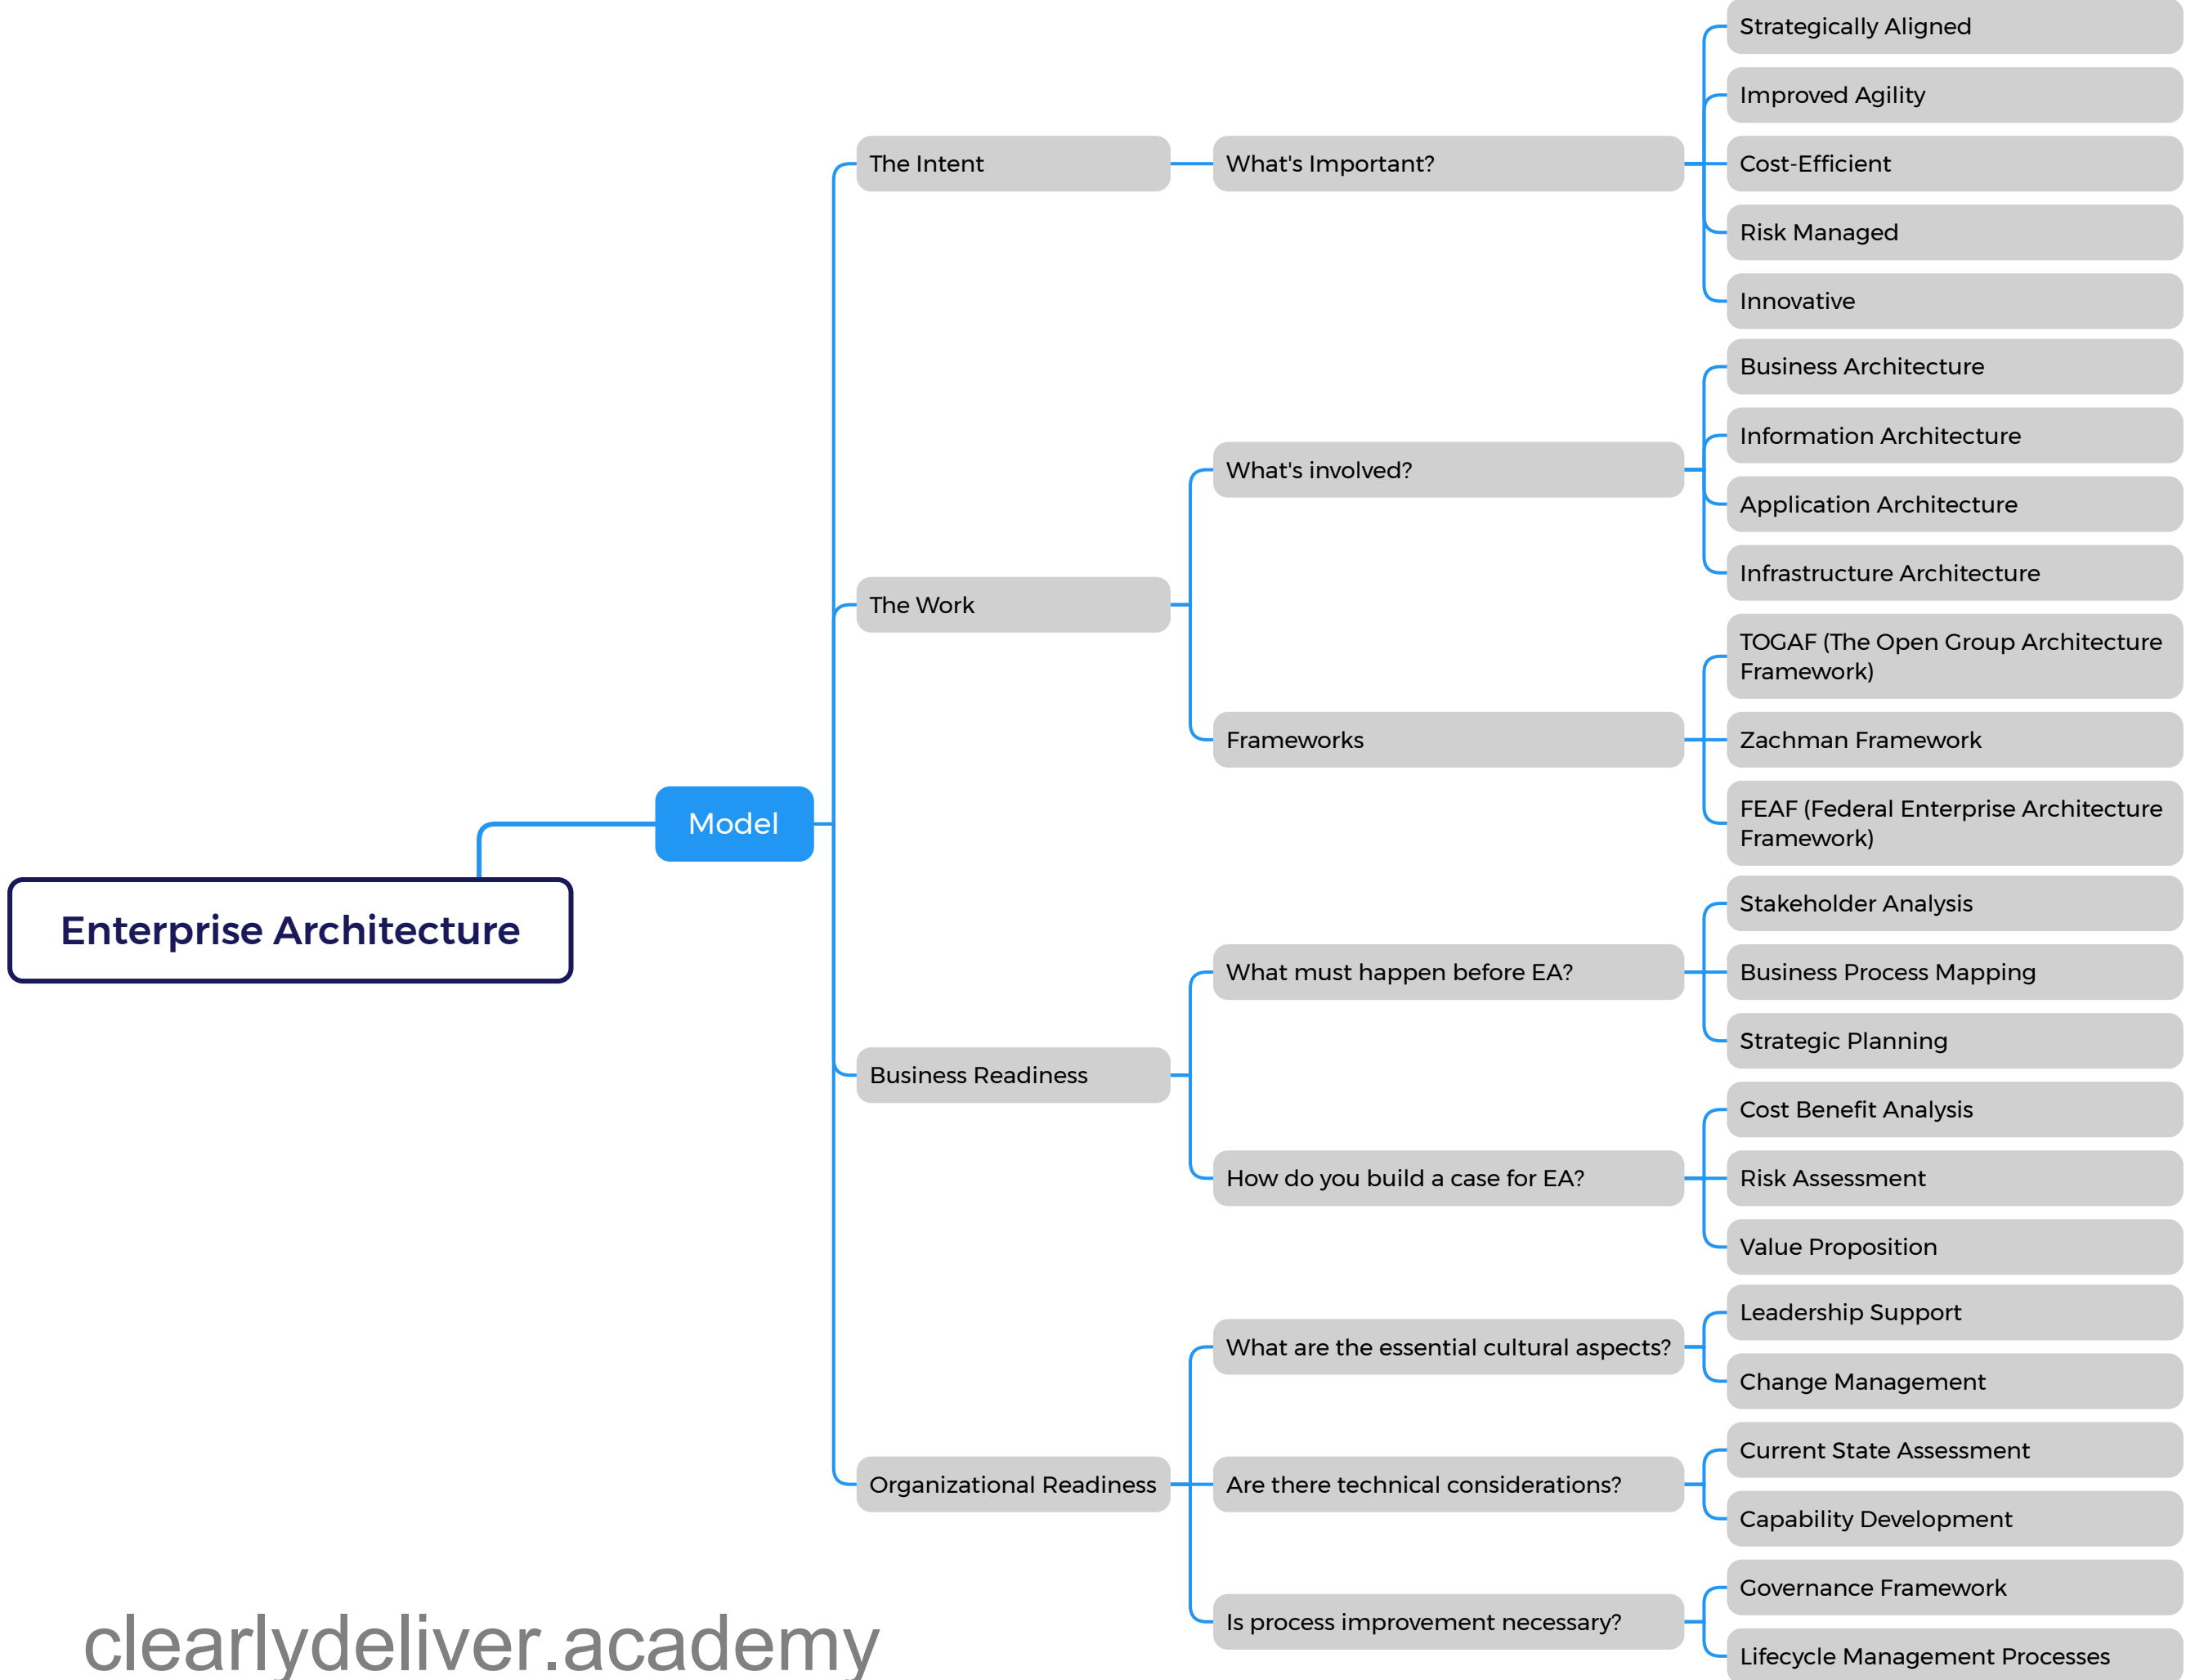 Enterprise Architecture
Model
The Intent
What's Important?
Strategically Aligned
Improved Agility
Cost-Efficient
Risk Managed
Innovative
The Work
What's involved?
Business Architecture
Information Architecture
Application Architecture
Infrastructure Architecture
Frameworks
TOGAF (The Open Group Architecture
Framework)
Zachman Framework
FEAF (Federal Enterprise Architecture
Framework)
Business Readiness
What must happen before EA?
Stakeholder Analysis
Business Process Mapping
Strategic Planning
How do you build a case for EA?
Cost Benefit Analysis
Risk Assessment
Value Proposition
Organizational Readiness
What are the essential cultural aspects?
Leadership Support
Change Management
Are there technical considerations?
Current State Assessment
Capability Development
Is process improvement necessary?
Governance Framework
Lifecycle Management Processes
clearlydeliver.academy